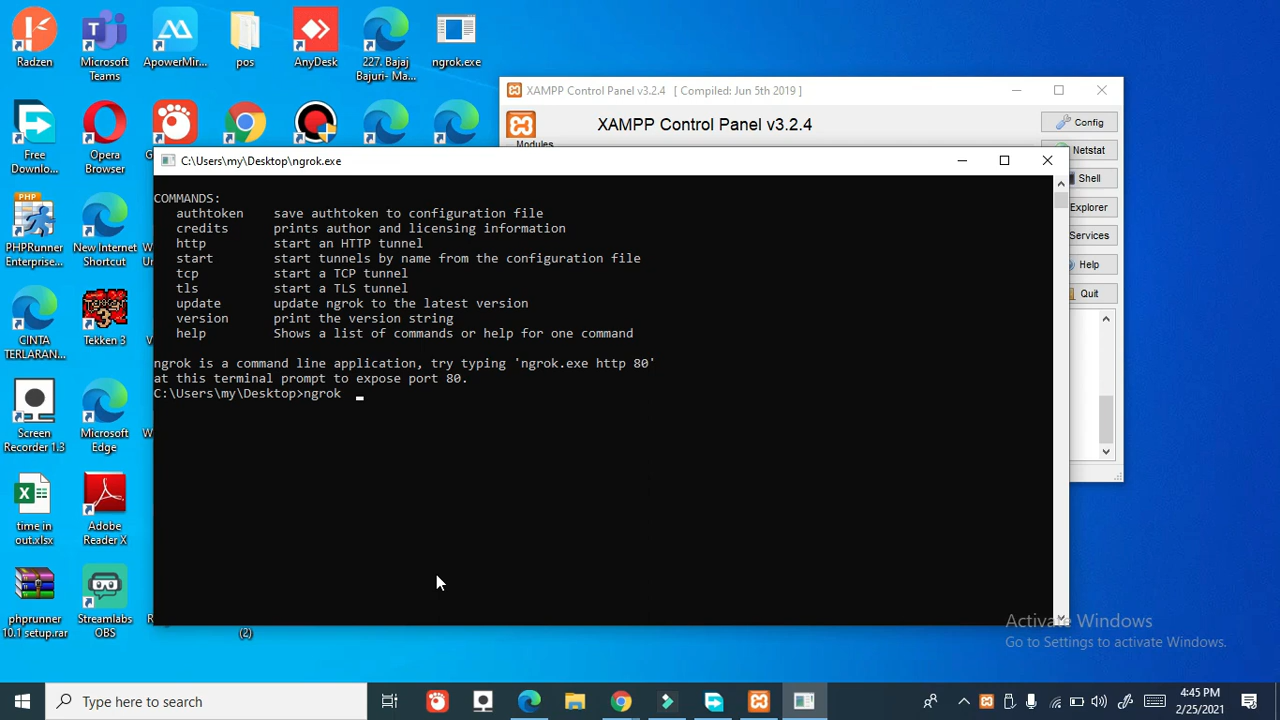 Radzen
Microsoft
Teams
ApowerMir...
pos
AnyDesk
227. Bajaj
Bajuri- Ma...
ngrok.exe
XAMPP Control Panel v3.2.4 [ Compiled: Jun 5th 2019 ]
XAMPP Control Panel v3.2.4
Modules
Config
Netstat
Shell
Explorer
Services
Help
Quit
Free
Downlo...
Opera
Browser
PHP
PHPRunner
Enterprise...
New Internet
Shortcut
CINTA
TERLARAN...
Tekken 3
Screen
Recorder 1.3
Microsoft
Edge
time in
out.xlsx
Adobe
Reader X
phprunner
10.1 setup.rar
Streamlabs
OBS
(2)
C:\Users\my\Desktop\ngrok.exe
COMMANDS:
authtoken save authtoken to configuration file
credits prints author and licensing information
http start an HTTP tunnel
start start tunnels by name from the configuration file
tcp start a TCP tunnel
tls start a TLS tunnel
update update ngrok to the latest version
version print the version string
help Shows a list of commands or help for one command
ngrok is a command line application, try typing 'ngrok.exe http 80'
at this terminal prompt to expose port 80.
C:\Users\my\Desktop>ngrok
Activate Windows
Go to Settings to activate Windows.
Type here to search
4:45 PM
2/25/2021